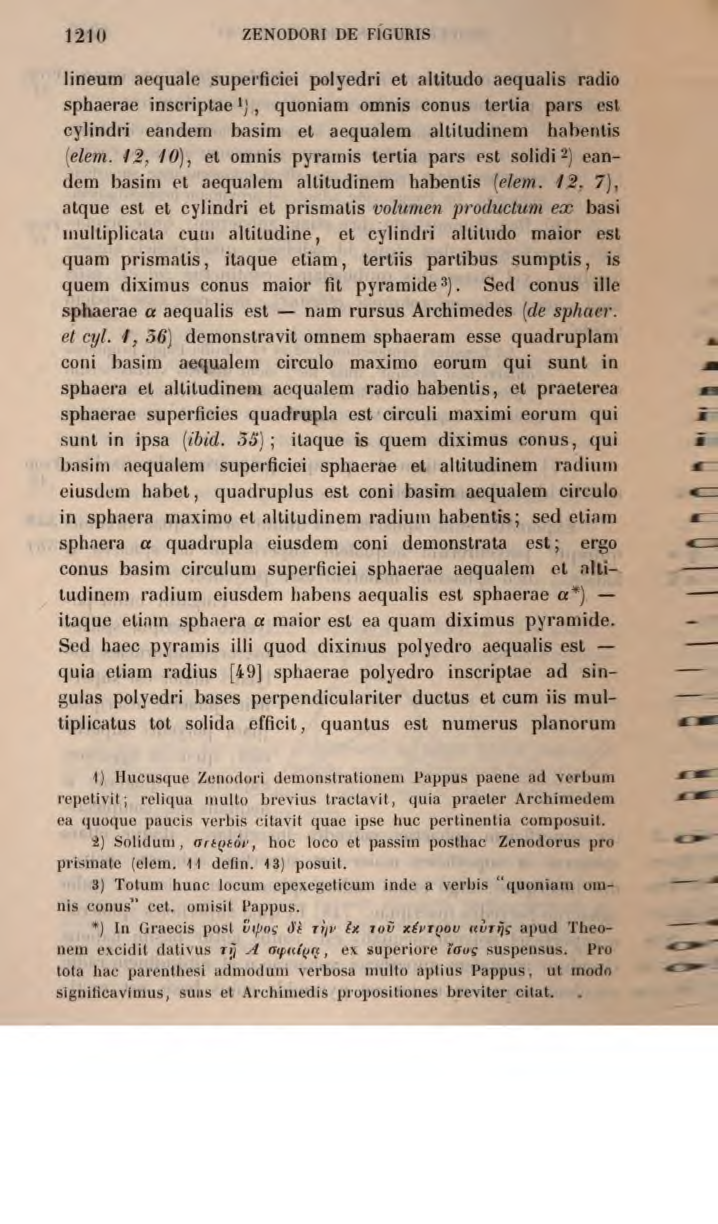 1210 ZENODORI DE FIGURIS
lineum aequale superficiei polyedri et altitudo aequalis radio
sphaerae inscriptae 1), quoniam omnis conus tertia pars est
cylindri eandem basim et aequalem altitudinem habentis
(elem. 12, 10), et omnis pyramis tertia pars est solidi 2) ean-
dem basim et aequalem altitudinem habentis (elem. 12, 7),
atque est et cylindri et prismatis volumen productum ex basi
multiplicata cum altitudine, et cylindri altitudo maior est
quam prismatis, itaque etiam, tertiis partibus sumptis, is
quem diximus conus maior fit pyramide 3). Sed conus ille
sphaerae α aequalis est — nam rursus Archimedes (de sphaer.
et cyl. 1, 36) demonstravit omnem sphaeram esse quadruplam
coni basim aequalem circulo maximo eorum qui sunt in
sphaera et altitudinem aequalem radio habentis, et praeterea
sphaerae superficies quadrupla est circuli maximi eorum qui
sunt in ipsa (ibid. 35); itaque is quem diximus conus, qui
basim aequalem superficiei sphaerae et altitudinem radium
eiusdem habet, quadruplus est coni basim aequalem circulo
in sphaera maximo et altitudinem radium habentis; sed etiam
sphaera α quadrupla eiusdem coni demonstrata est; ergo
conus basim circulum superficiei sphaerae aequalem et alti-
tudinem radium eiusdem habens aequalis est sphaerae α*) —
itaque etiam sphaera α maior est ea quam diximus pyramide.
Sed haec pyramis illi quod diximus polyedro aequalis est —
quia etiam radius [49] sphaerae polyedro inscriptae ad sin-
gulas polyedri bases perpendiculariter ductus et cum iis mul-
tiplicatus tot solida efficit, quantus est numerus planorum
1) Hucusque Zenodori demonstrationem Pappus paene ad verbum
repetivit; reliqua multo brevius tractavit, quia praeter Archimedem
ea quoque paucis verbis citavit quae ipse huc pertinentia composuit.
2) Solidum, στερεόν, hoc loco et passim posthac Zenodorus pro
prismate (elem. 11 defin. 13) posuit.
3) Totum hunc locum epexegeticum inde a verbis "quoniam om-
nis conus" cet. omisit Pappus.
*) In Graecis post ὕψος δὲ τὴν ἐκ τοῦ κέντρου αὐτῆς apud Theo-
nem excidit dativus τῇ Α σφαίρᾳ, ex superiore ἴσως suspensus. Pro
tota hac parenthesi admodum verbosa multo aptius Pappus, ut modo
significavimus, suas et Archimedis propositiones breviter citat.